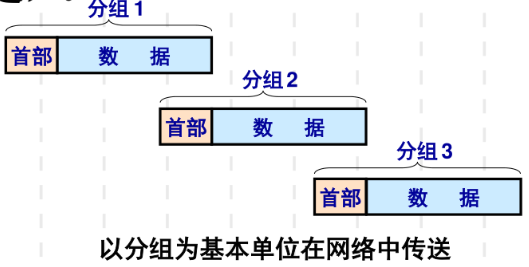 分组 1
首部 数 据
分组 2
首部 数 据
分组 3
首部 数 据
以分组为基本单位在网络中传送